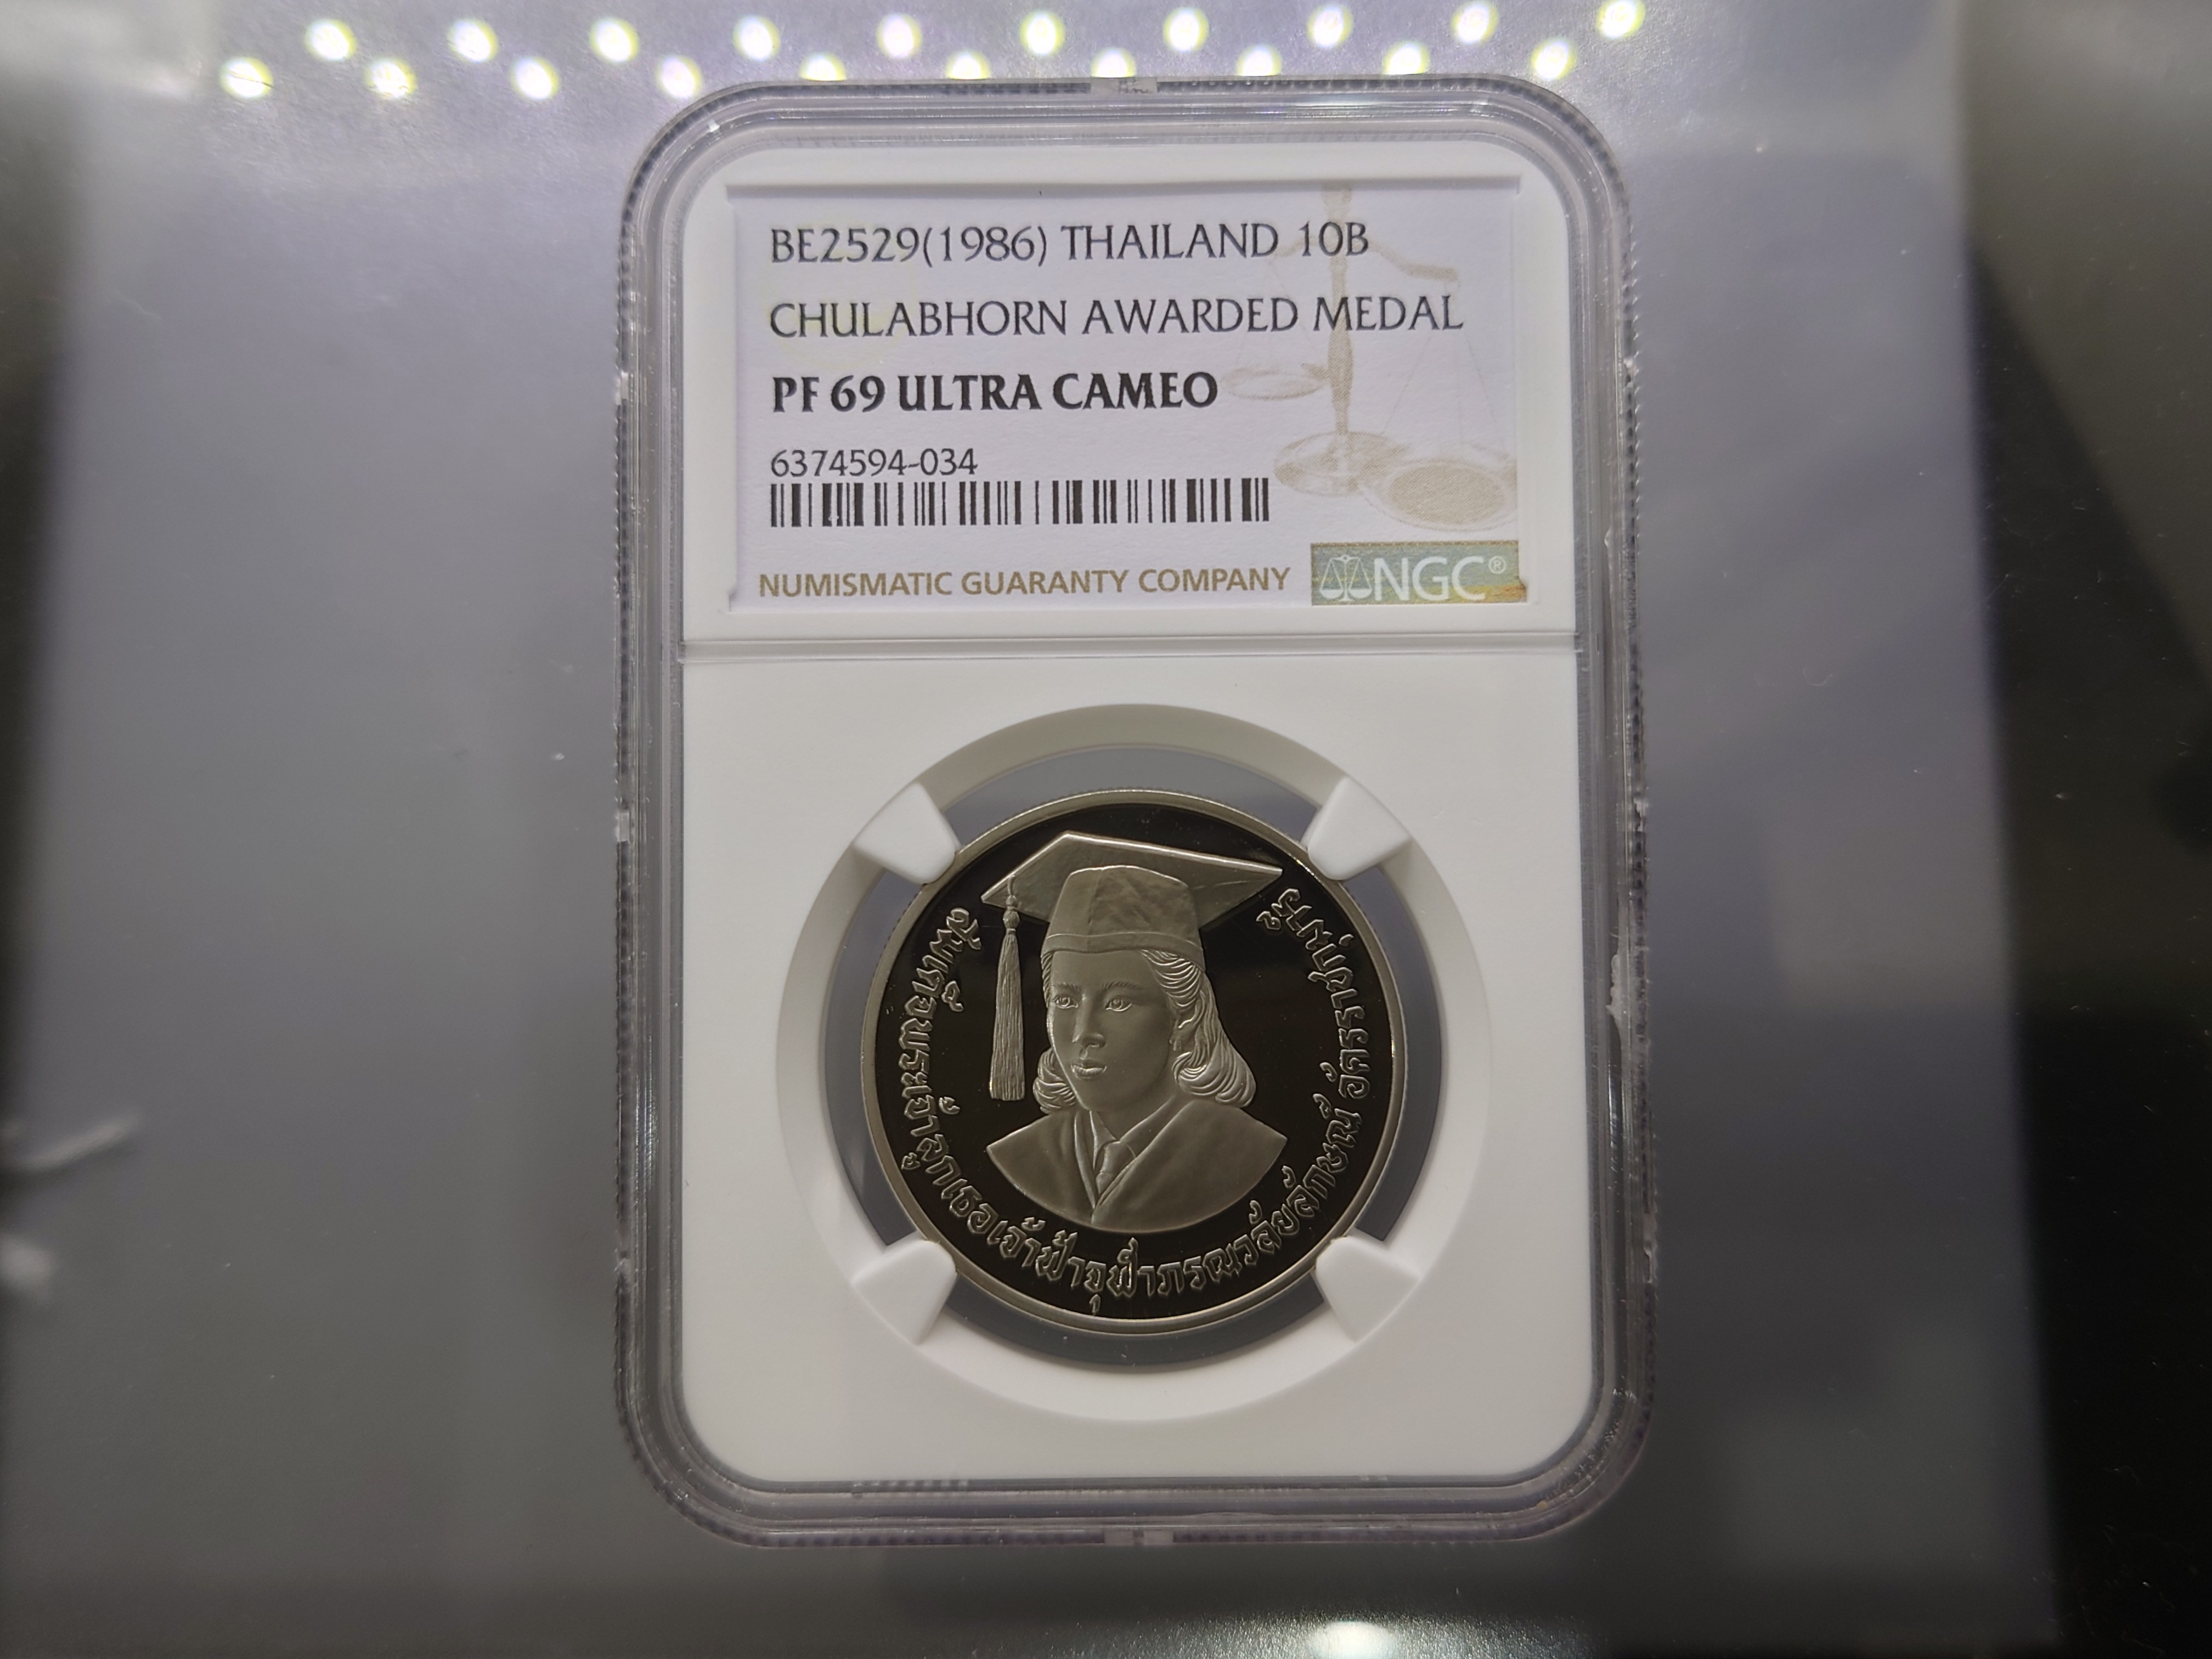 BE2529(1986) THAILAND 10B
CHULABHORN AWARDED MEDAL
PF 69 ULTRA CAMEO
6374594-034
NUMISMATIC GUARANTY COMPANY
NGC®
สมเด็จพระเจ้าลูกเธอเจ้าฟ้าจุฬาภรณวลัยลักษณ์ อัครราชกุมารี